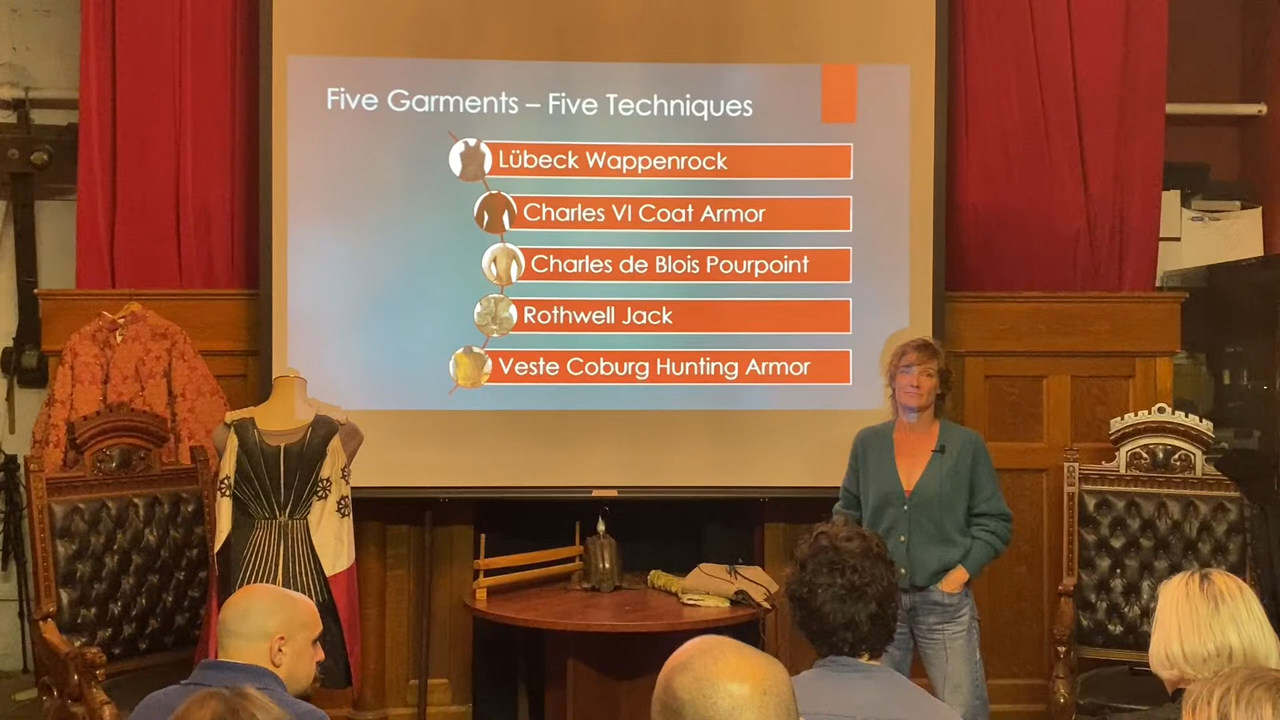 Five Garments – Five Techniques
Lübeck Wappenrock
Charles VI Coat Armor
Charles de Blois Pourpoint
Rothwell Jack
Veste Coburg Hunting Armor